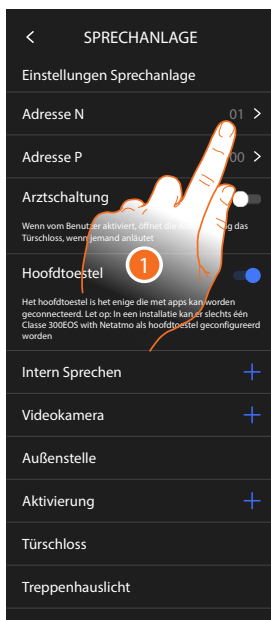 SPRECHANLAGE
Einstellungen Sprechanlage
Adresse N 01
Adresse P 00
Arztschaltung
Wenn vom Benutzer aktiviert, öffnet die das
Türschloss, wenn jemand anläutet
Hoofdtoestel
1
Het hoofdtoestel is het enige die met apps kan worden
geconnecteerd. Let op: In een installatie kan er slechts één
Classe 300EOS with Netatmo als hoofdtoestel geconfigureerd
worden
Intern Sprechen
Videokamera
Außenstelle
Aktivierung
Türschloss
Treppenhauslicht